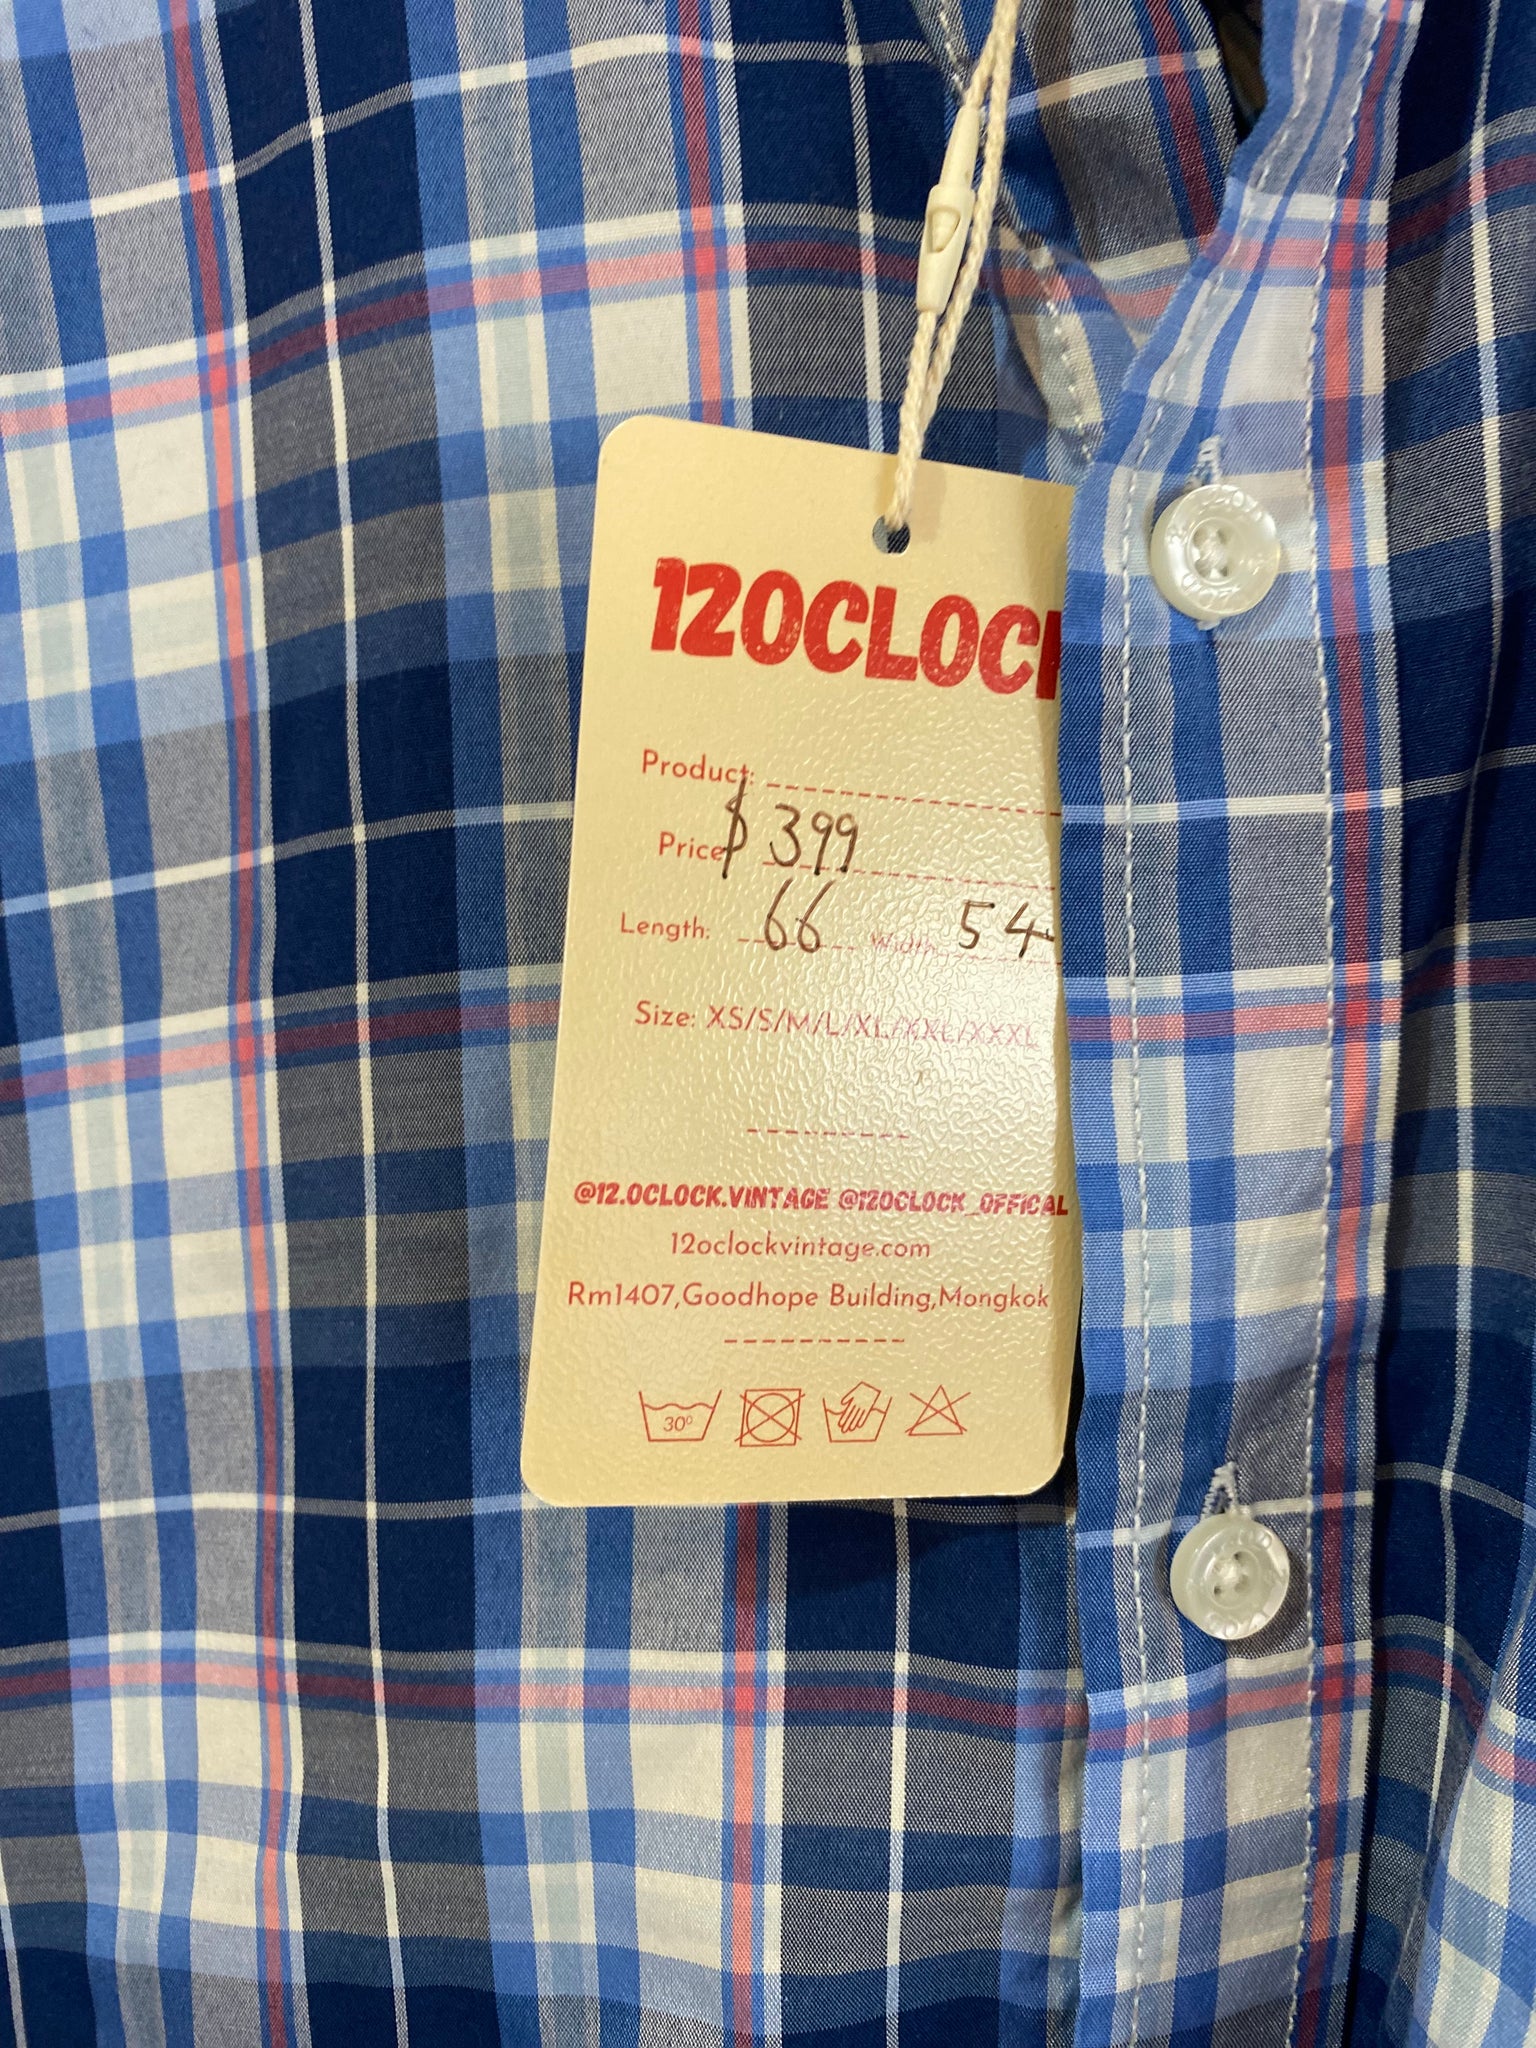 12OCLOCK
Product:
Price $ 399
Length: 66 Width 54
Size: XS/S/M/L/XL/XXL/XXXL
@12.OCLOCK.VINTAGE @12OCLOCK_OFFICAL
12oclockvintage.com
Rm1407,Goodhope Building,Mongkok
30°